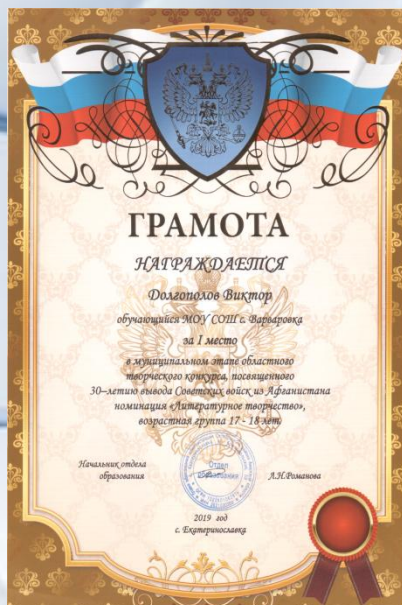 ГРАМОТА
НАГРАЖДАЕТСЯ
Долгополов Виктор
обучающийся МОУ СОШ с. Варваровка
за I место
в муниципальном этапе областного
творческого конкурса, посвященного
30–летию вывода Советских войск из Афганистана
номинация «Литературное творчество»,
возрастная группа 17 - 18 лет.
Начальник отдела
образования
Отдел
образования
А.Н.Романова
2019 год
с. Екатеринославка